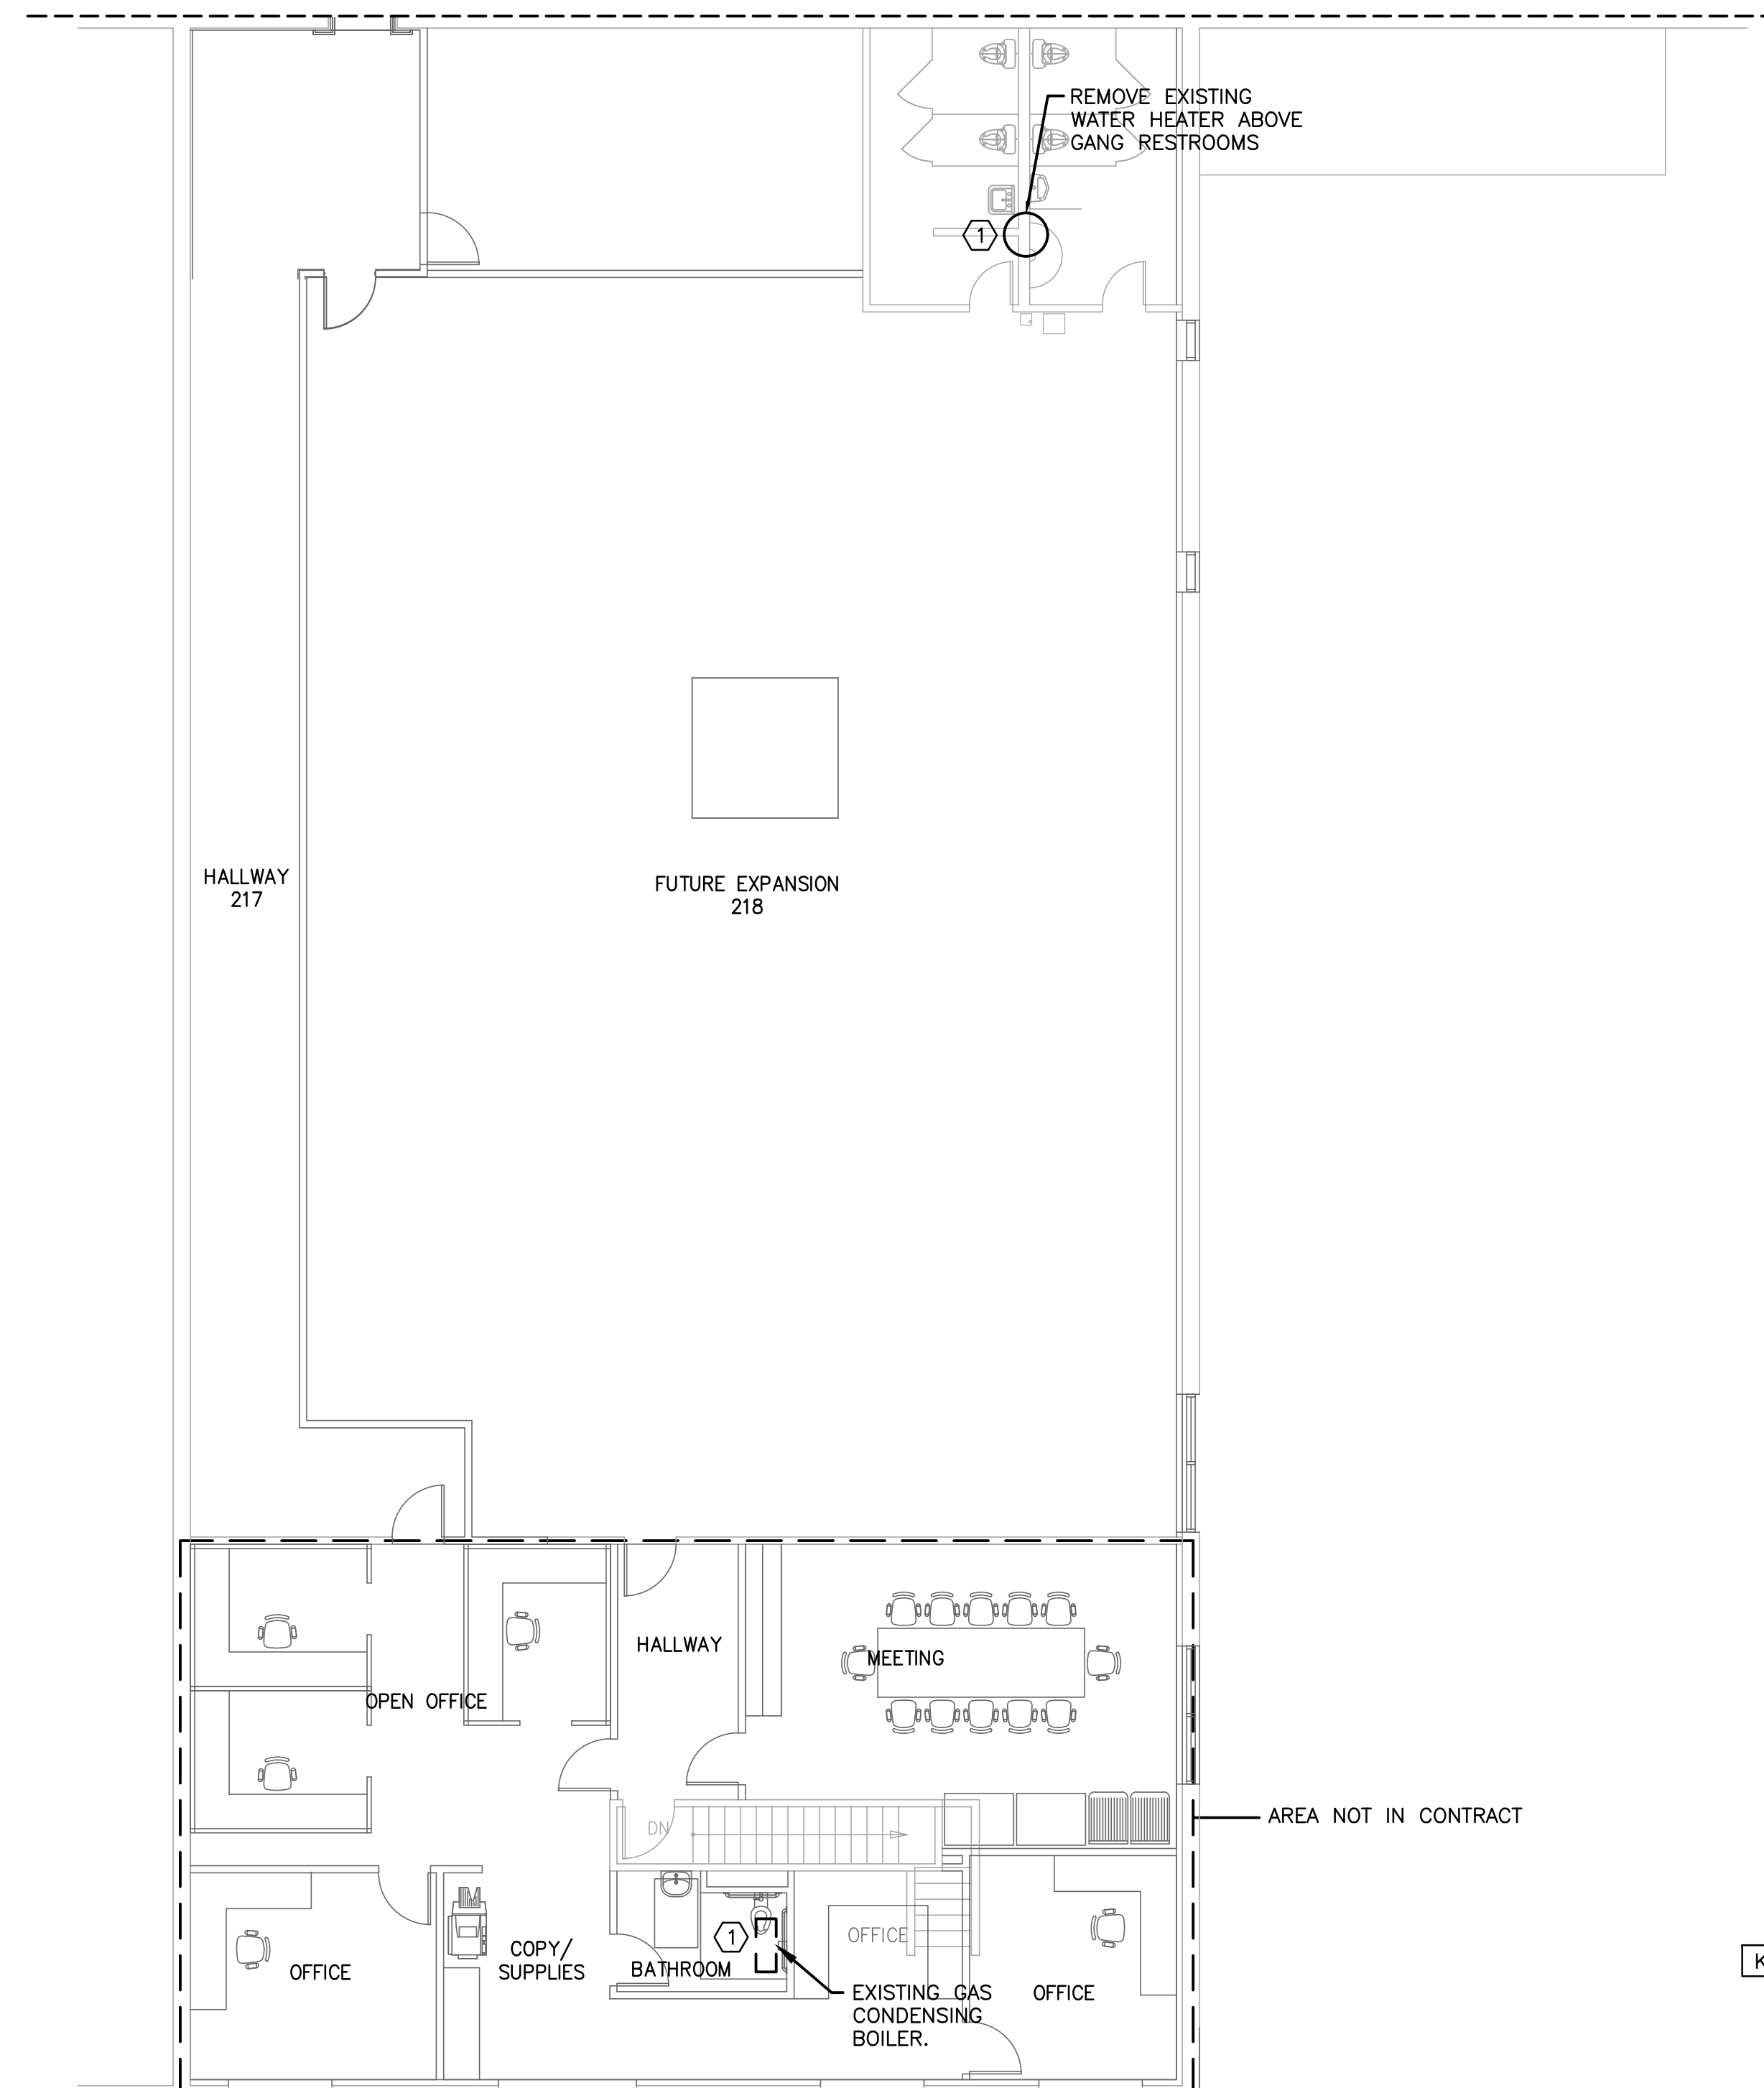 REMOVE EXISTING
WATER HEATER ABOVE
GANG RESTROOMS
1
HALLWAY
217
FUTURE EXPANSION
218
HALLWAY
MEETING
OPEN OFFICE
AREA NOT IN CONTRACT
DN
1
OFFICE
COPY/
SUPPLIES
BATHROOM
OFFICE
OFFICE
EXISTING GAS
CONDENSING
BOILER.
K